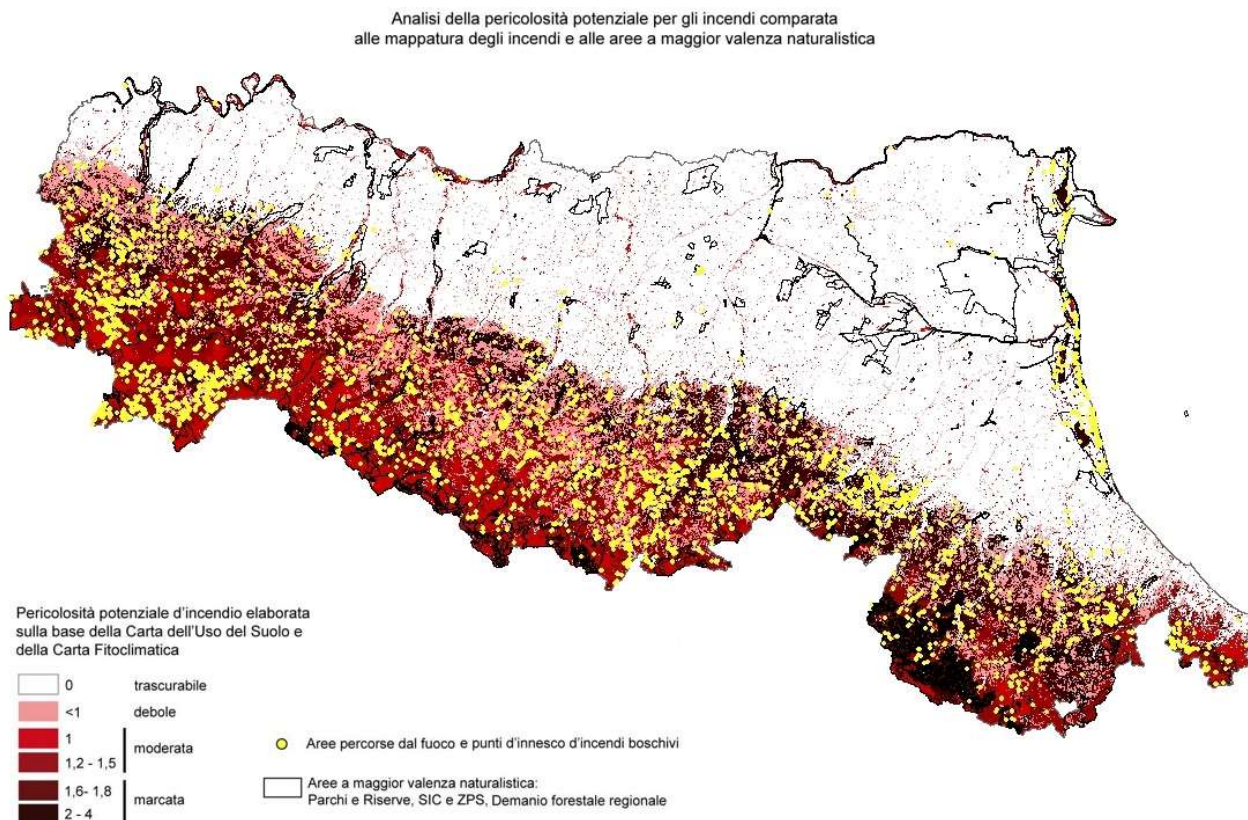 Analisi della pericolosità potenziale per gli incendi comparata
alle mappatura degli incendi e alle aree a maggior valenza naturalistica
Pericolosità potenziale d'incendio elaborata
sulla base della Carta dell'Uso del Suolo e
della Carta Fitoclimatica
0 trascurabile
<1 debole
1
moderata
1,2 - 1,5
1,6- 1,8
marcata
2 - 4
Aree percorse dal fuoco e punti d'innesco d'incendi boschivi
Aree a maggior valenza naturalistica:
Parchi e Riserve, SIC e ZPS, Demanio forestale regionale